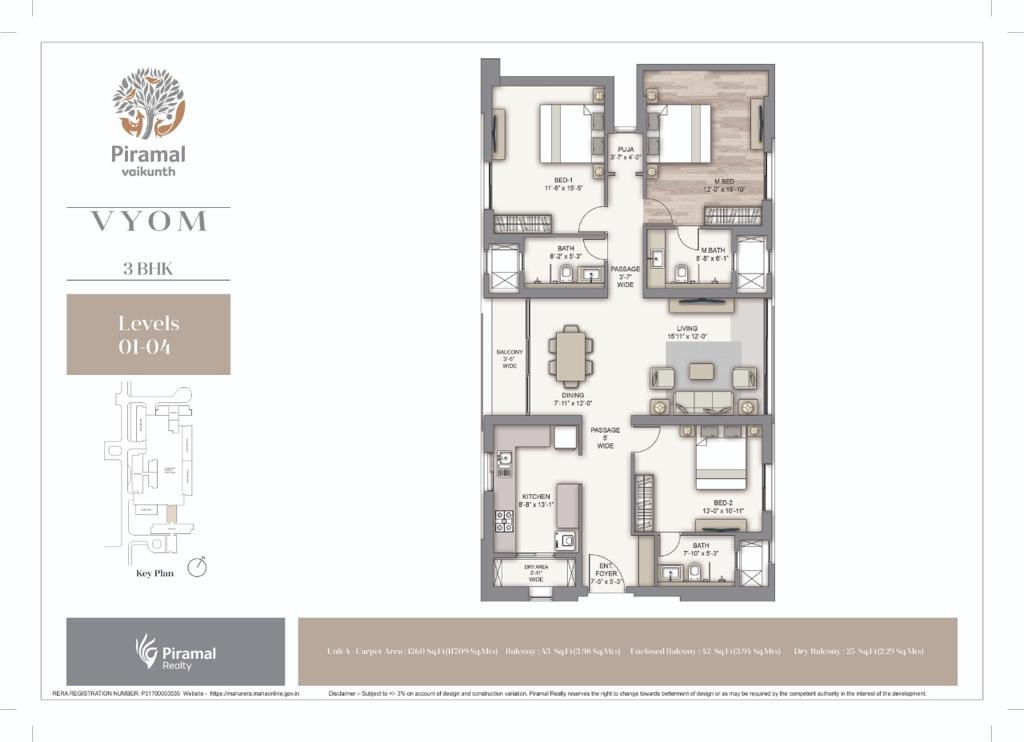 Piramal
vaikunth
VYOM
3 BHK
Levels
01-04
Key Plan
N
PUJA
3'-7" x 4'-0"
BED-1
11'-6" x 15'-5"
M.BED
12'-0" x 15'-10"
BATH
8'-2" x 5'-3"
M.BATH
8'-8" x 6'-1"
PASSAGE
3'-7"
WIDE
LIVING
15'11" x 12'-0"
BALCONY
3'-5"
WIDE
DINING
7'-11" x 12'-0"
PASSAGE
5'
WIDE
KITCHEN
8'-8" x 13'-1"
BED-2
13'-0" x 10'-11"
BATH
7'-10" x 5'-3"
DRY AREA
2'-11"
WIDE
ENT.
FOYER
7'-5" x 5'-3"
Piramal
Realty
Unit 4 - Carpet Area : 1260 Sq.Ft(117.09 Sq.Mts) Balcony : 43 Sq.Ft(3.98 Sq.Mts) Enclosed Balcony : 42 Sq.Ft(3.94 Sq.Mts) Dry Balcony : 25 Sq.Ft(2.29 Sq.Mts)
RERA REGISTRATION NUMBER: P51700003535 Website - https://maharera.mahaonline.gov.in
Disclaimer :- Subject to +/- 3% on account of design and construction variation. Piramal Realty reserves the right to change towards betterment of design or as may be required by the competent authority in the interest of the development.